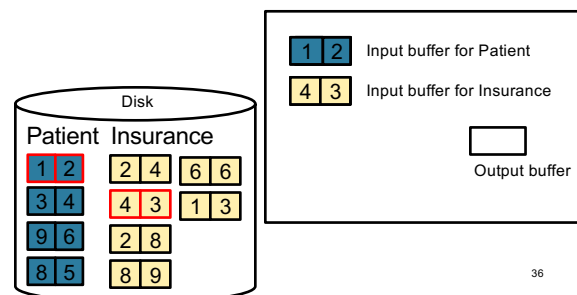 1 2 Input buffer for Patient
4 3 Input buffer for Insurance
Output buffer
Disk
Patient Insurance
1 2 2 4 6 6
3 4 4 3 1 3
9 6 2 8
8 5 8 9
36